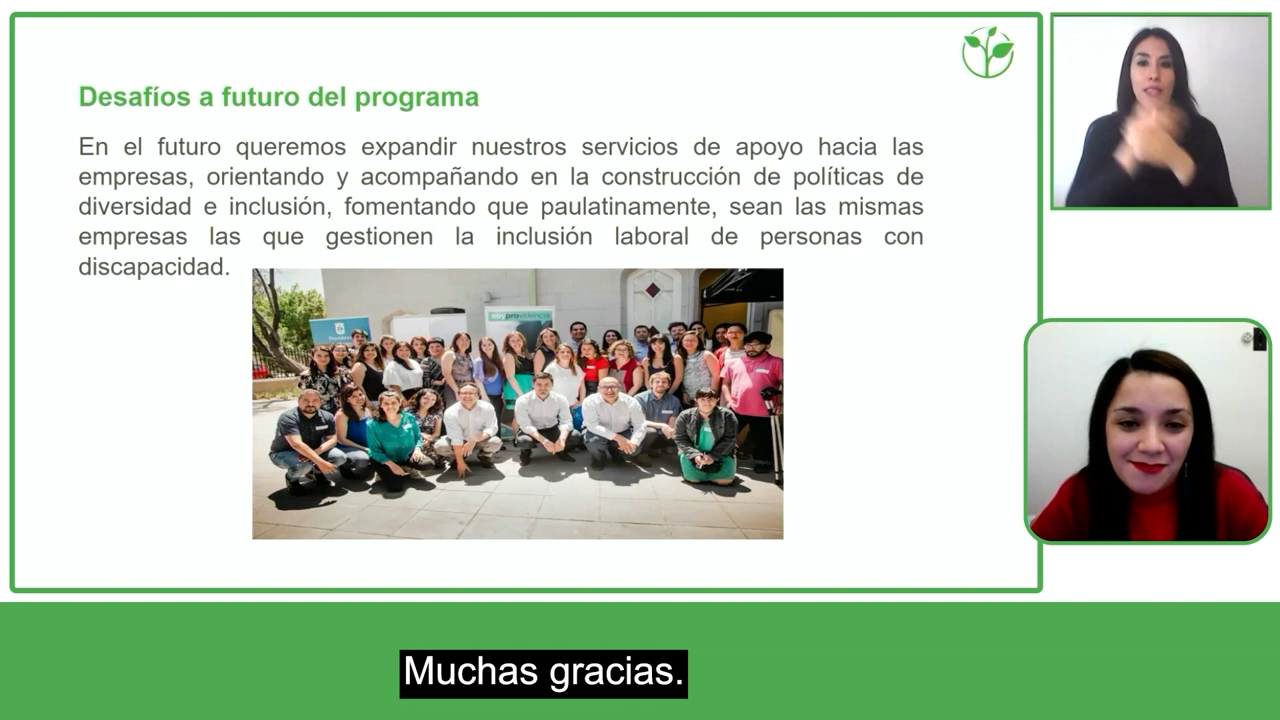 Desafíos a futuro del programa
En el futuro queremos expandir nuestros servicios de apoyo hacia las
empresas, orientando y acompañando en la construcción de políticas de
diversidad e inclusión, fomentando que paulatinamente, sean las mismas
empresas las que gestionen la inclusión laboral de personas con
discapacidad.
soyprovidencia
Muchas gracias.